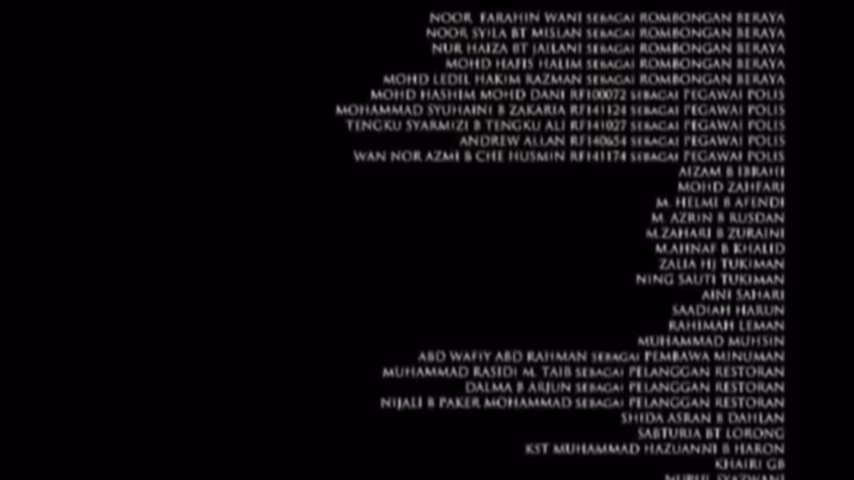 NOOR FARAHIN WANI SEBAGAI ROMBONGAN BERAYA
NOOR SYILA BT MISLAN SEBAGAI ROMBONGAN BERAYA
NUR HAIZA BT JAILANI SEBAGAI ROMBONGAN BERAYA
MOHD HAFIS HALIM SEBAGAI ROMBONGAN BERAYA
MOHD LEDIL HAKIM RAZMAN SEBAGAI ROMBONGAN BERAYA
MOHD HASHIM MOHD DANI RF100072 SEBAGAI PEGAWAI POLIS
MOHAMMAD SYUHAINI B ZAKARIA RF141124 SEBAGAI PEGAWAI POLIS
TENGKU SYARMIZI B TENGKU ALI RF141027 SEBAGAI PEGAWAI POLIS
ANDREW ALLAN RF140654 SEBAGAI PEGAWAI POLIS
WAN NOR AZMI B CHE HUSMIN RF141174 SEBAGAI PEGAWAI POLIS
AIZAM B IBRAHI
MOHD ZAHFARI
M. HELMI B AFENDI
M. AZRIN B RUSDAN
M.ZAHARI B ZURAINI
M.AHNAF B KHALID
ZALIA HJ TUKIMAN
NING SAUTI TUKIMAN
AINI SAHARI
SAADIAH HARUN
RAHIMAH LEMAN
MUHAMMAD MUHSIN
ABD WAFIY ABD RAHMAN SEBAGAI PEMBAWA MINUMAN
MUHAMMAD RASIDI M. TAIB SEBAGAI PELANGGAN RESTORAN
DALMA B ARJUN SEBAGAI PELANGGAN RESTORAN
NIJALI B PAKER MOHAMMAD SEBAGAI PELANGGAN RESTORAN
SHIDA ASRAN B DAHLAN
SABTURIA BT LORONG
KST MUHAMMAD HAZUANNI B HARON
KHAIRI GB